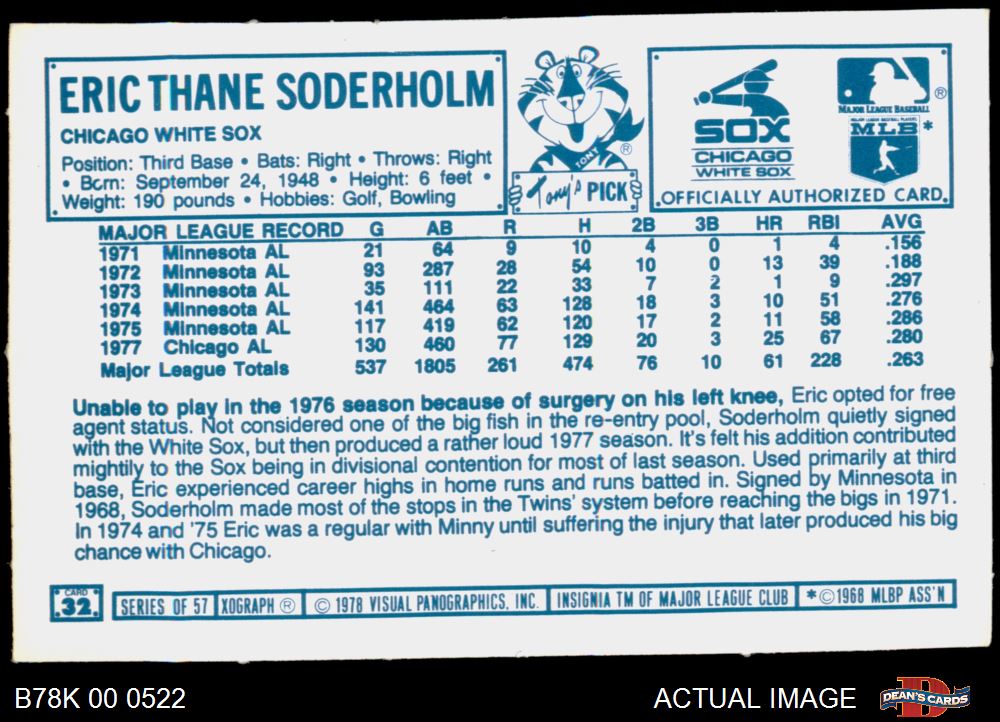 ERIC THANE SODERHOLM
CHICAGO WHITE SOX
Position: Third Base • Bats: Right • Throws: Right
• Born: September 24, 1948 • Height: 6 feet •
Weight: 190 pounds • Hobbies: Golf, Bowling
TONY
®
Tony's PICK
SOX
CHICAGO
WHITE SOX
®
MAJOR LEAGUE BASEBALL
MAJOR LEAGUE BASEBALL PLAYERS
MLB *
OFFICIALLY AUTHORIZED CARD.
MAJOR LEAGUE RECORD G AB R H 2B 3B HR RBI AVG
1971 Minnesota AL 21 64 9 10 4 0 1 4 .156
1972 Minnesota AL 93 287 28 54 10 0 13 39 .188
1973 Minnesota AL 35 111 22 33 7 2 1 9 .297
1974 Minnesota AL 141 464 63 128 18 3 10 51 .276
1975 Minnesota AL 117 419 62 120 17 2 11 58 .286
1977 Chicago AL 130 460 77 129 20 3 25 67 .280
Major League Totals 537 1805 261 474 76 10 61 228 .263
Unable to play in the 1976 season because of surgery on his left knee, Eric opted for free
agent status. Not considered one of the big fish in the re-entry pool, Soderholm quietly signed
with the White Sox, but then produced a rather loud 1977 season. It's felt his addition contributed
mightily to the Sox being in divisional contention for most of last season. Used primarily at third
base, Eric experienced career highs in home runs and runs batted in. Signed by Minnesota in
1968, Soderholm made most of the stops in the Twins' system before reaching the bigs in 1971.
In 1974 and '75 Eric was a regular with Minny until suffering the injury that later produced his big
chance with Chicago.
CARD
32. SERIES OF 57 XOGRAPH ® © 1978 VISUAL PANOGRAPHICS, INC. INSIGNIA TM OF MAJOR LEAGUE CLUB *©1968 MLBP ASS'N
B78K 00 0522 ACTUAL IMAGE DEAN'S CARDS